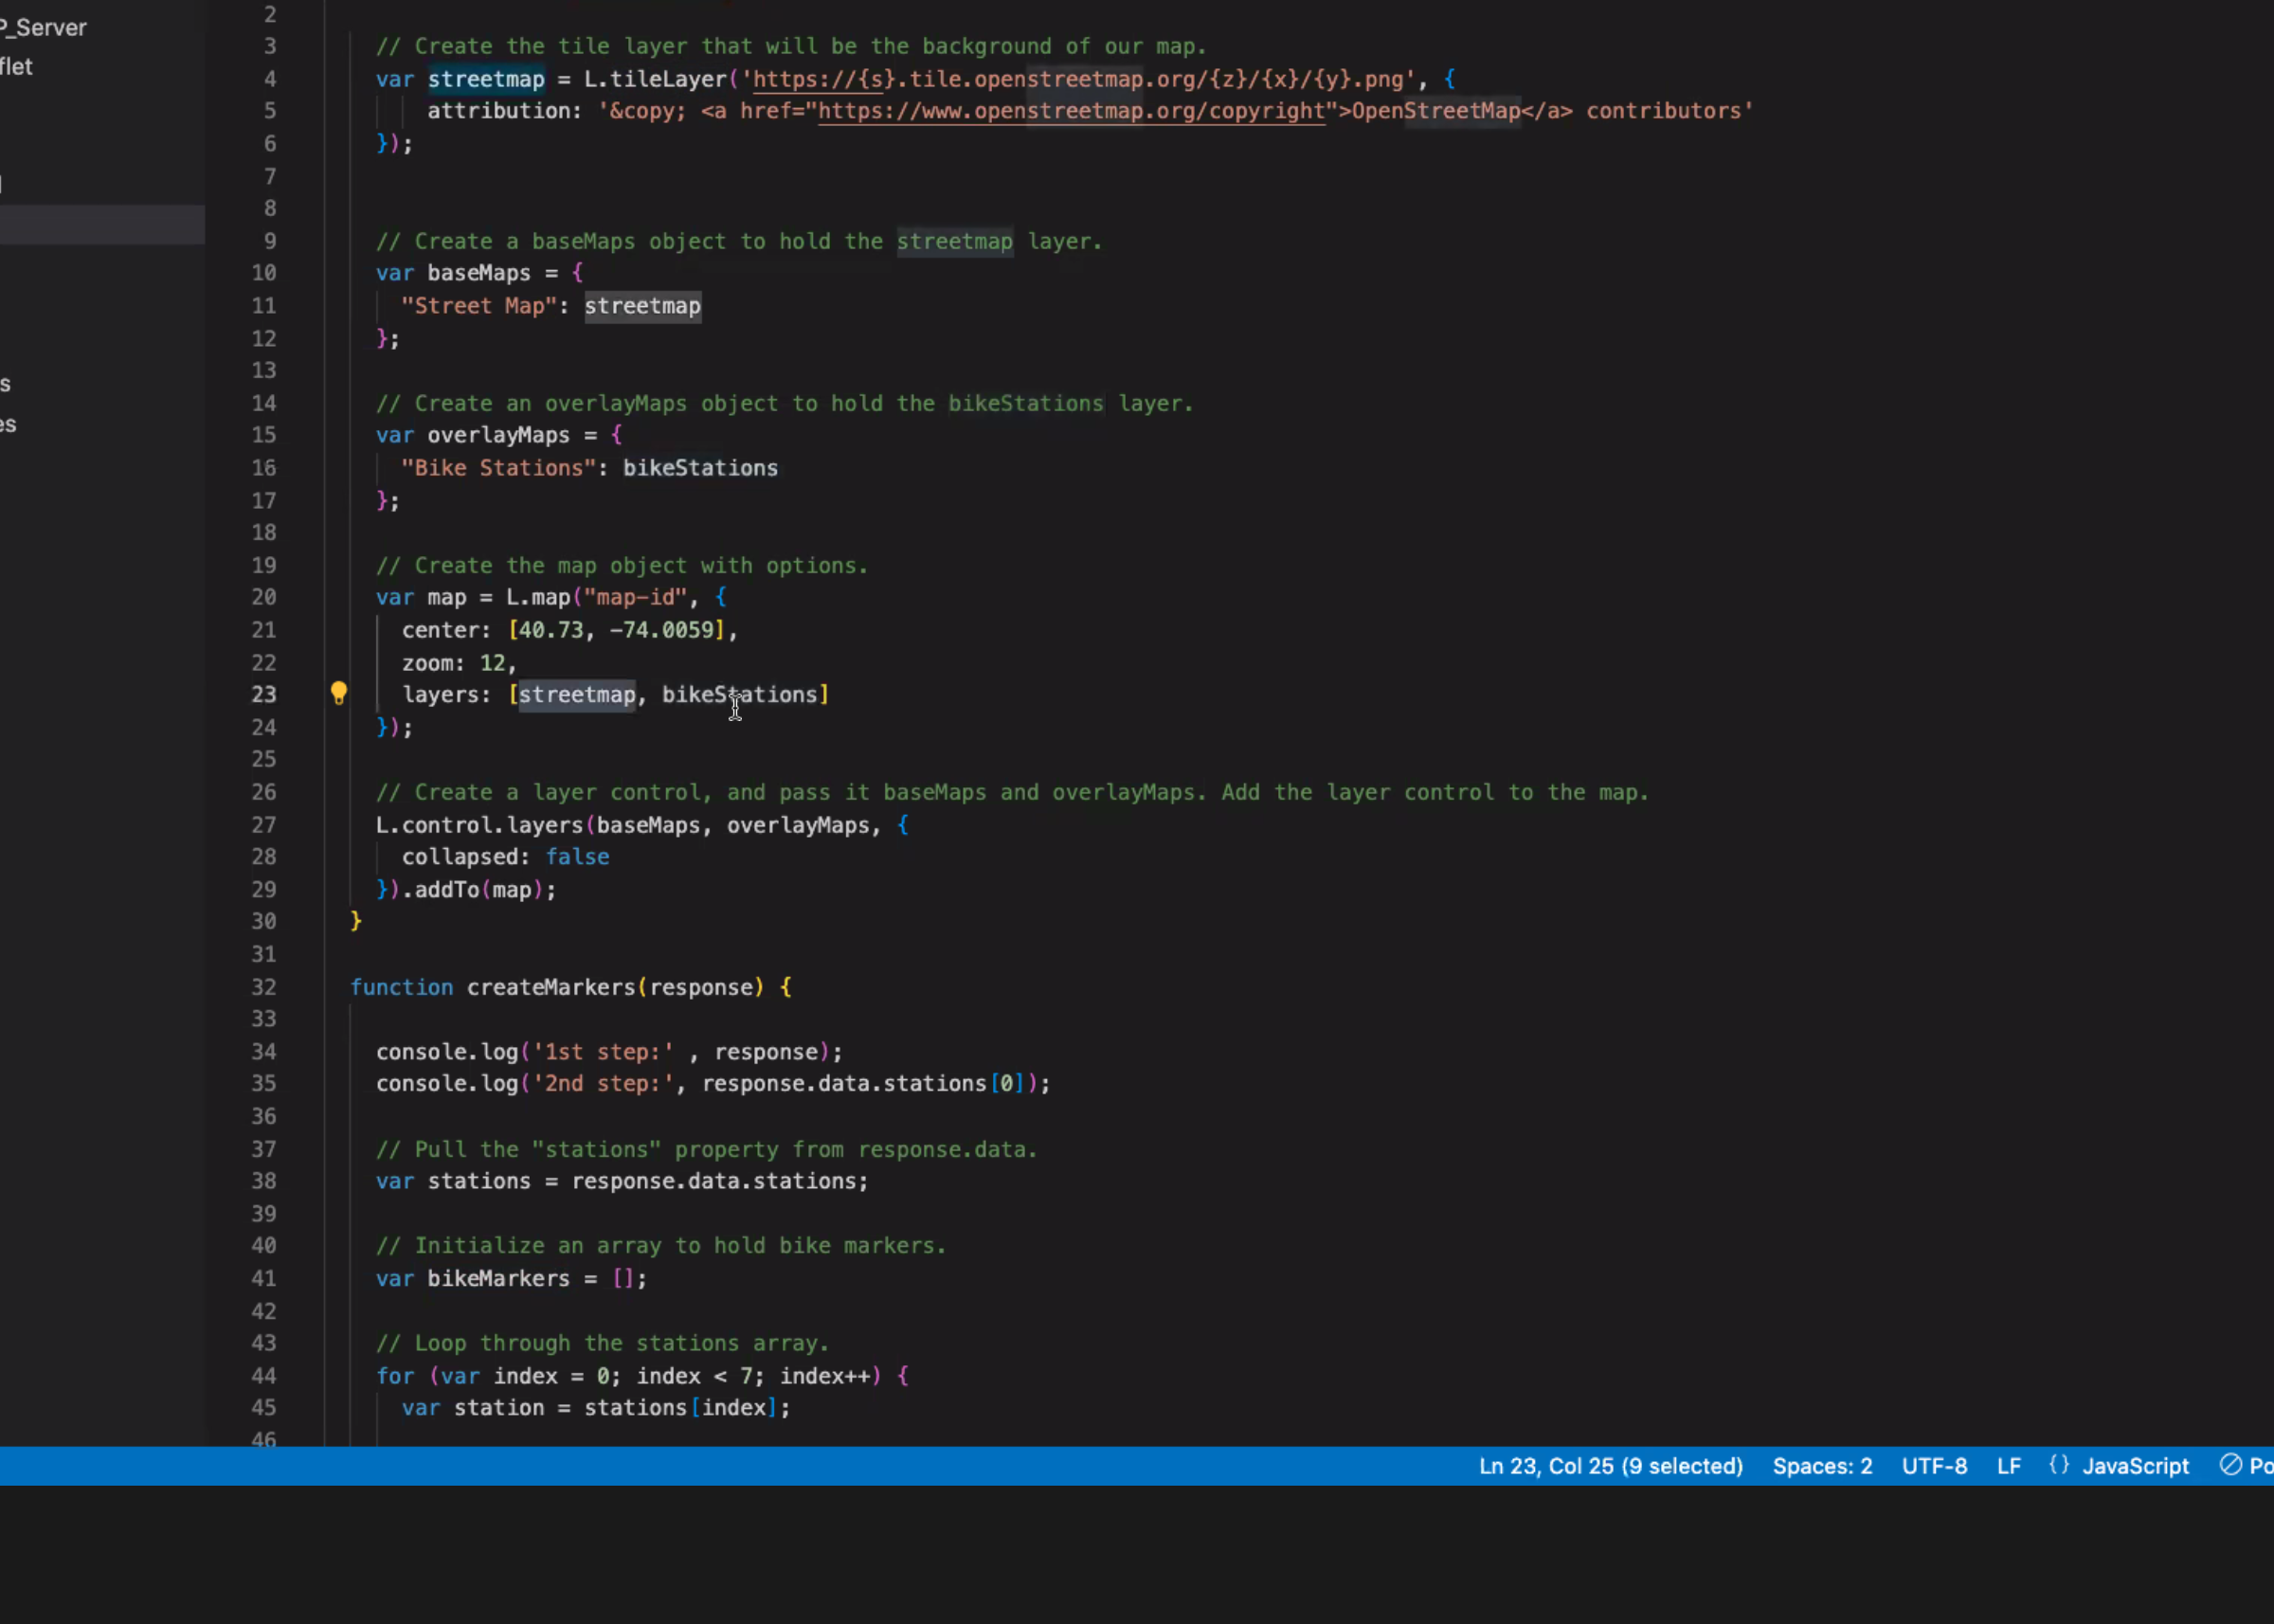 P_Server
flet
s
es
2
3 // Create the tile layer that will be the background of our map.
4 var streetmap = L.tileLayer('https://{s}.tile.openstreetmap.org/{z}/{x}/{y}.png', {
5 attribution: '&copy; <a href="https://www.openstreetmap.org/copyright">OpenStreetMap</a> contributors'
6 });
7
8
9 // Create a baseMaps object to hold the streetmap layer.
10 var baseMaps = {
11 "Street Map": streetmap
12 };
13
14 // Create an overlayMaps object to hold the bikeStations layer.
15 var overlayMaps = {
16 "Bike Stations": bikeStations
17 };
18
19 // Create the map object with options.
20 var map = L.map("map-id", {
21 center: [40.73, -74.0059],
22 zoom: 12,
23 layers: [streetmap, bikeStations]
24 });
25
26 // Create a layer control, and pass it baseMaps and overlayMaps. Add the layer control to the map.
27 L.control.layers(baseMaps, overlayMaps, {
28 collapsed: false
29 }).addTo(map);
30 }
31
32 function createMarkers(response) {
33
34 console.log('1st step:' , response);
35 console.log('2nd step:', response.data.stations[0]);
36
37 // Pull the "stations" property from response.data.
38 var stations = response.data.stations;
39
40 // Initialize an array to hold bike markers.
41 var bikeMarkers = [];
42
43 // Loop through the stations array.
44 for (var index = 0; index < 7; index++) {
45 var station = stations[index];
46
Ln 23, Col 25 (9 selected) Spaces: 2 UTF-8 LF {} JavaScript Po